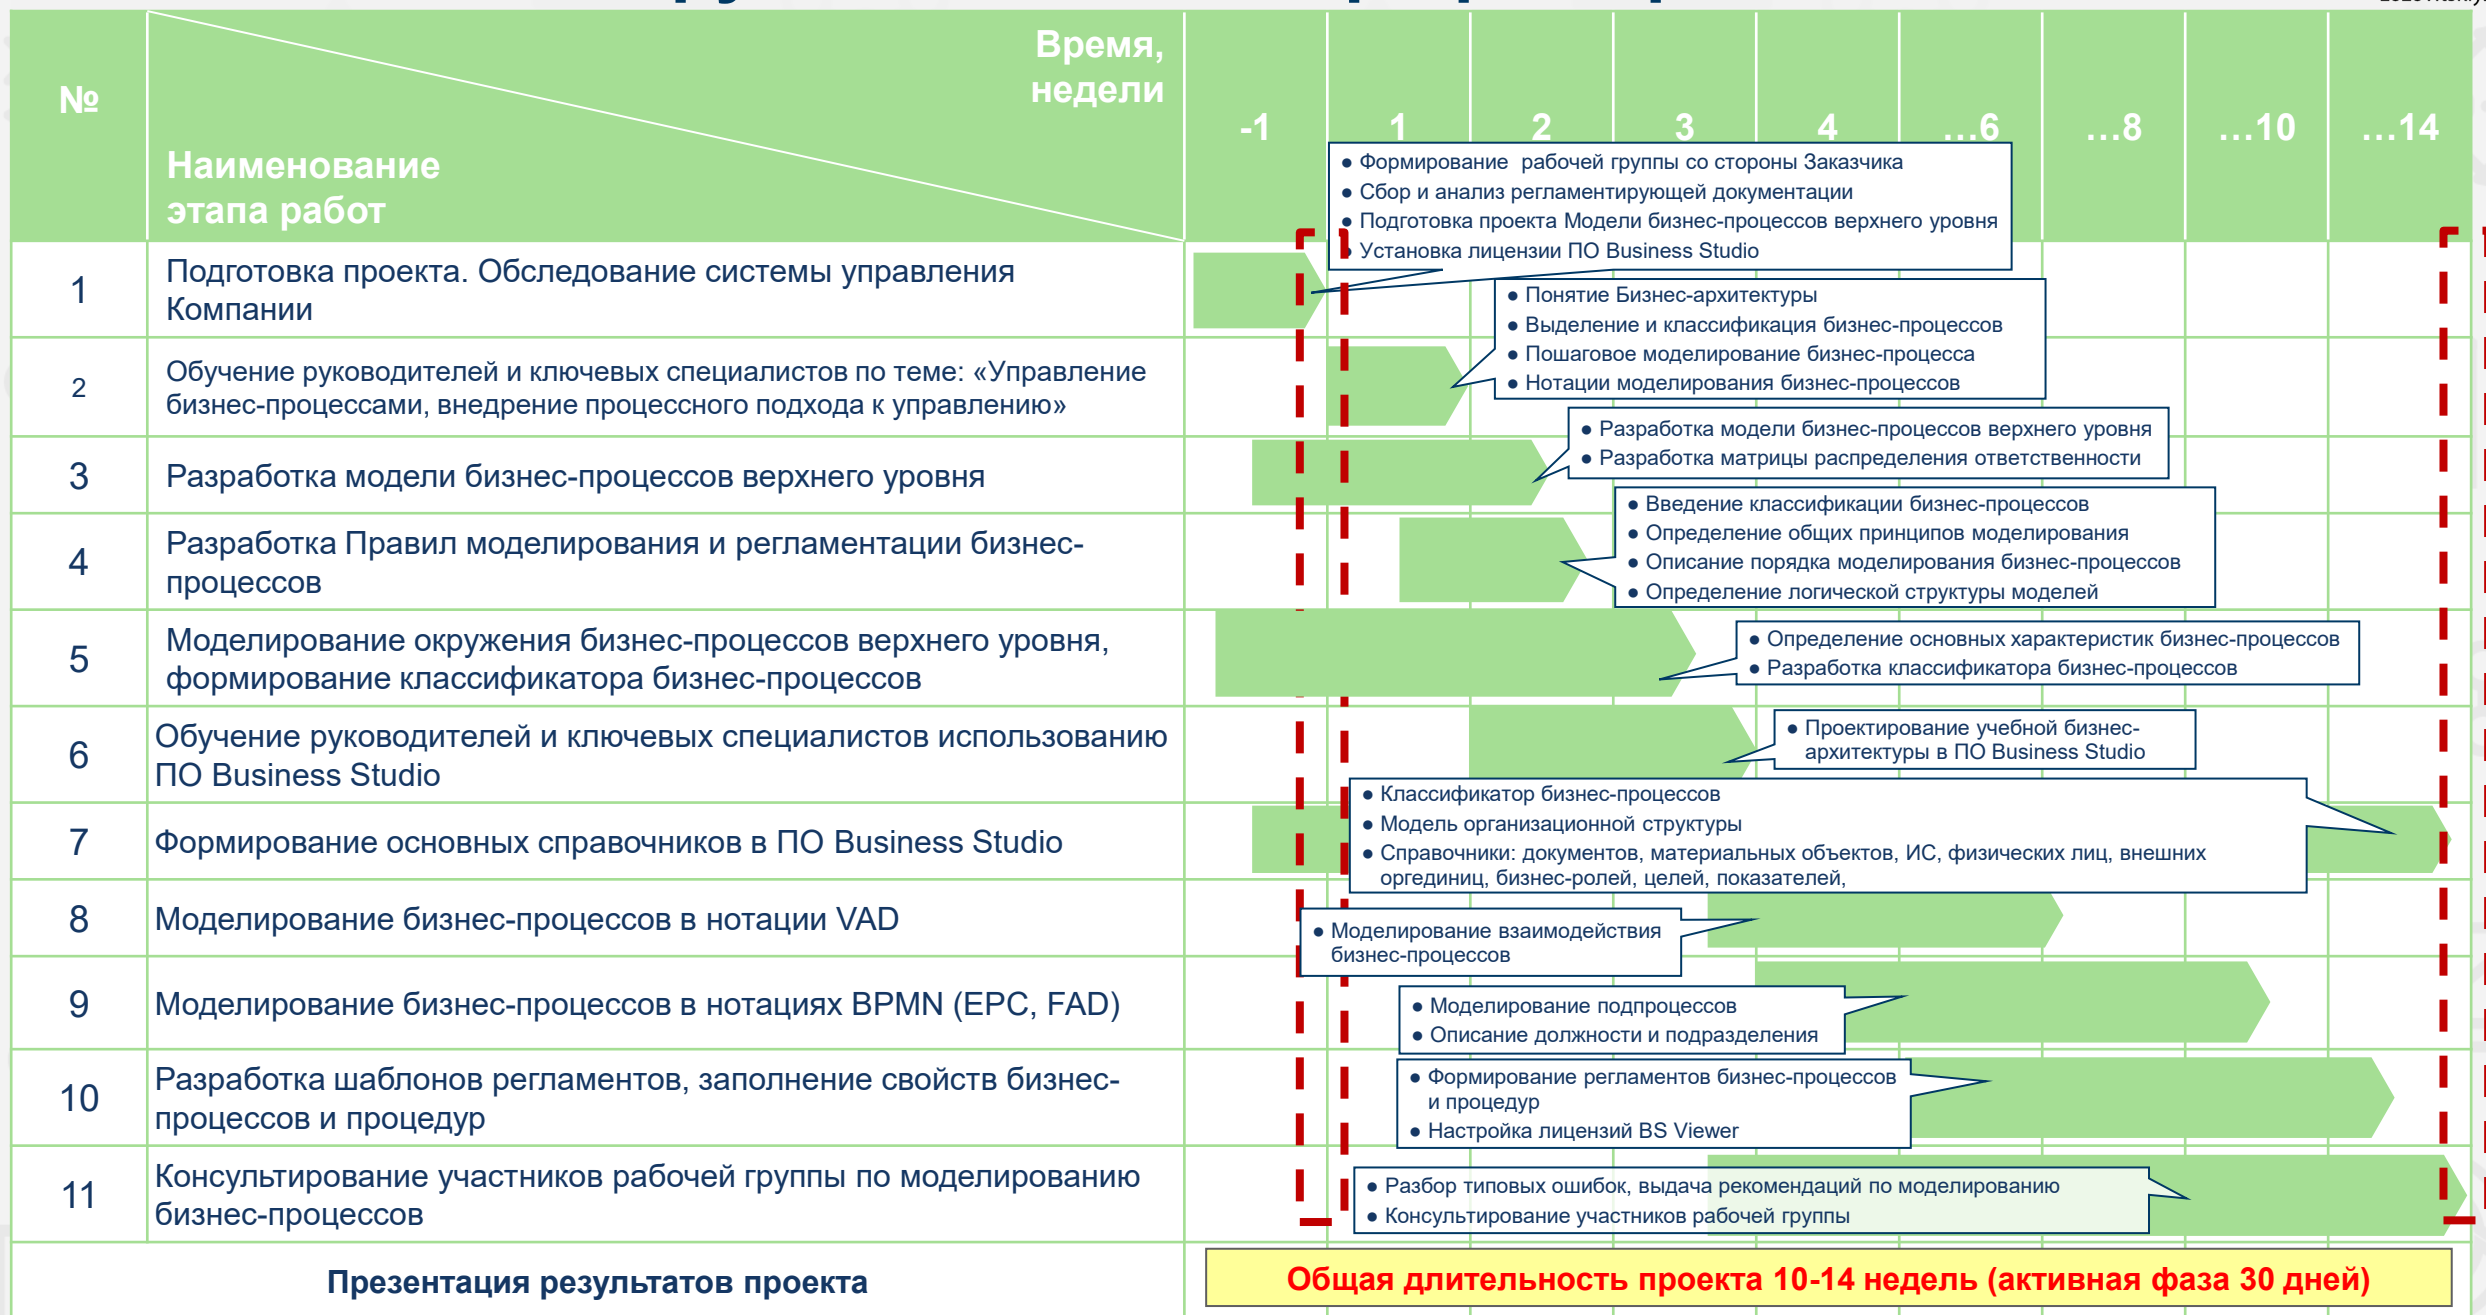 №
Время,
недели
Наименование
этапа работ
-1
1
2
3
4
...6
...8
...10
...14
● Формирование рабочей группы со стороны Заказчика
● Сбор и анализ регламентирующей документации
● Подготовка проекта Модели бизнес-процессов верхнего уровня
● Установка лицензии ПО Business Studio
1
Подготовка проекта. Обследование системы управления
Компании
● Понятие Бизнес-архитектуры
● Выделение и классификация бизнес-процессов
● Пошаговое моделирование бизнес-процесса
● Нотации моделирования бизнес-процессов
2
Обучение руководителей и ключевых специалистов по теме: «Управление
бизнес-процессами, внедрение процессного подхода к управлению»
● Разработка модели бизнес-процессов верхнего уровня
● Разработка матрицы распределения ответственности
3
Разработка модели бизнес-процессов верхнего уровня
● Введение классификации бизнес-процессов
● Определение общих принципов моделирования
● Описание порядка моделирования бизнес-процессов
● Определение логической структуры моделей
4
Разработка Правил моделирования и регламентации бизнес-
процессов
5
Моделирование окружения бизнес-процессов верхнего уровня,
формирование классификатора бизнес-процессов
● Определение основных характеристик бизнес-процессов
● Разработка классификатора бизнес-процессов
6
Обучение руководителей и ключевых специалистов использованию
ПО Business Studio
● Проектирование учебной бизнес-
архитектуры в ПО Business Studio
7
Формирование основных справочников в ПО Business Studio
● Классификатор бизнес-процессов
● Модель организационной структуры
● Справочники: документов, материальных объектов, ИС, физических лиц, внешних
оргединиц, бизнес-ролей, целей, показателей,
8
Моделирование бизнес-процессов в нотации VAD
● Моделирование взаимодействия
бизнес-процессов
9
Моделирование бизнес-процессов в нотациях BPMN (EPC, FAD)
● Моделирование подпроцессов
● Описание должности и подразделения
10
Разработка шаблонов регламентов, заполнение свойств бизнес-
процессов и процедур
● Формирование регламентов бизнес-процессов
и процедур
● Настройка лицензий BS Viewer
11
Консультирование участников рабочей группы по моделированию
бизнес-процессов
● Разбор типовых ошибок, выдача рекомендаций по моделированию
● Консультирование участников рабочей группы
Презентация результатов проекта
Общая длительность проекта 10-14 недель (активная фаза 30 дней)